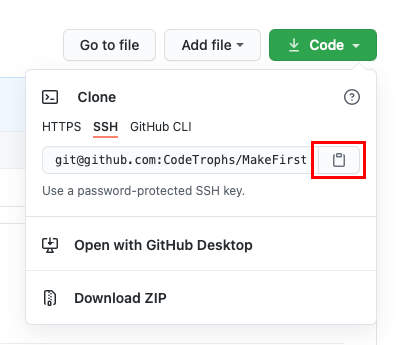 Go to file Add file Code
Clone
HTTPS SSH GitHub CLI
git@github.com:CodeTrophs/MakeFirst
Use a password-protected SSH key.
Open with GitHub Desktop
Download ZIP